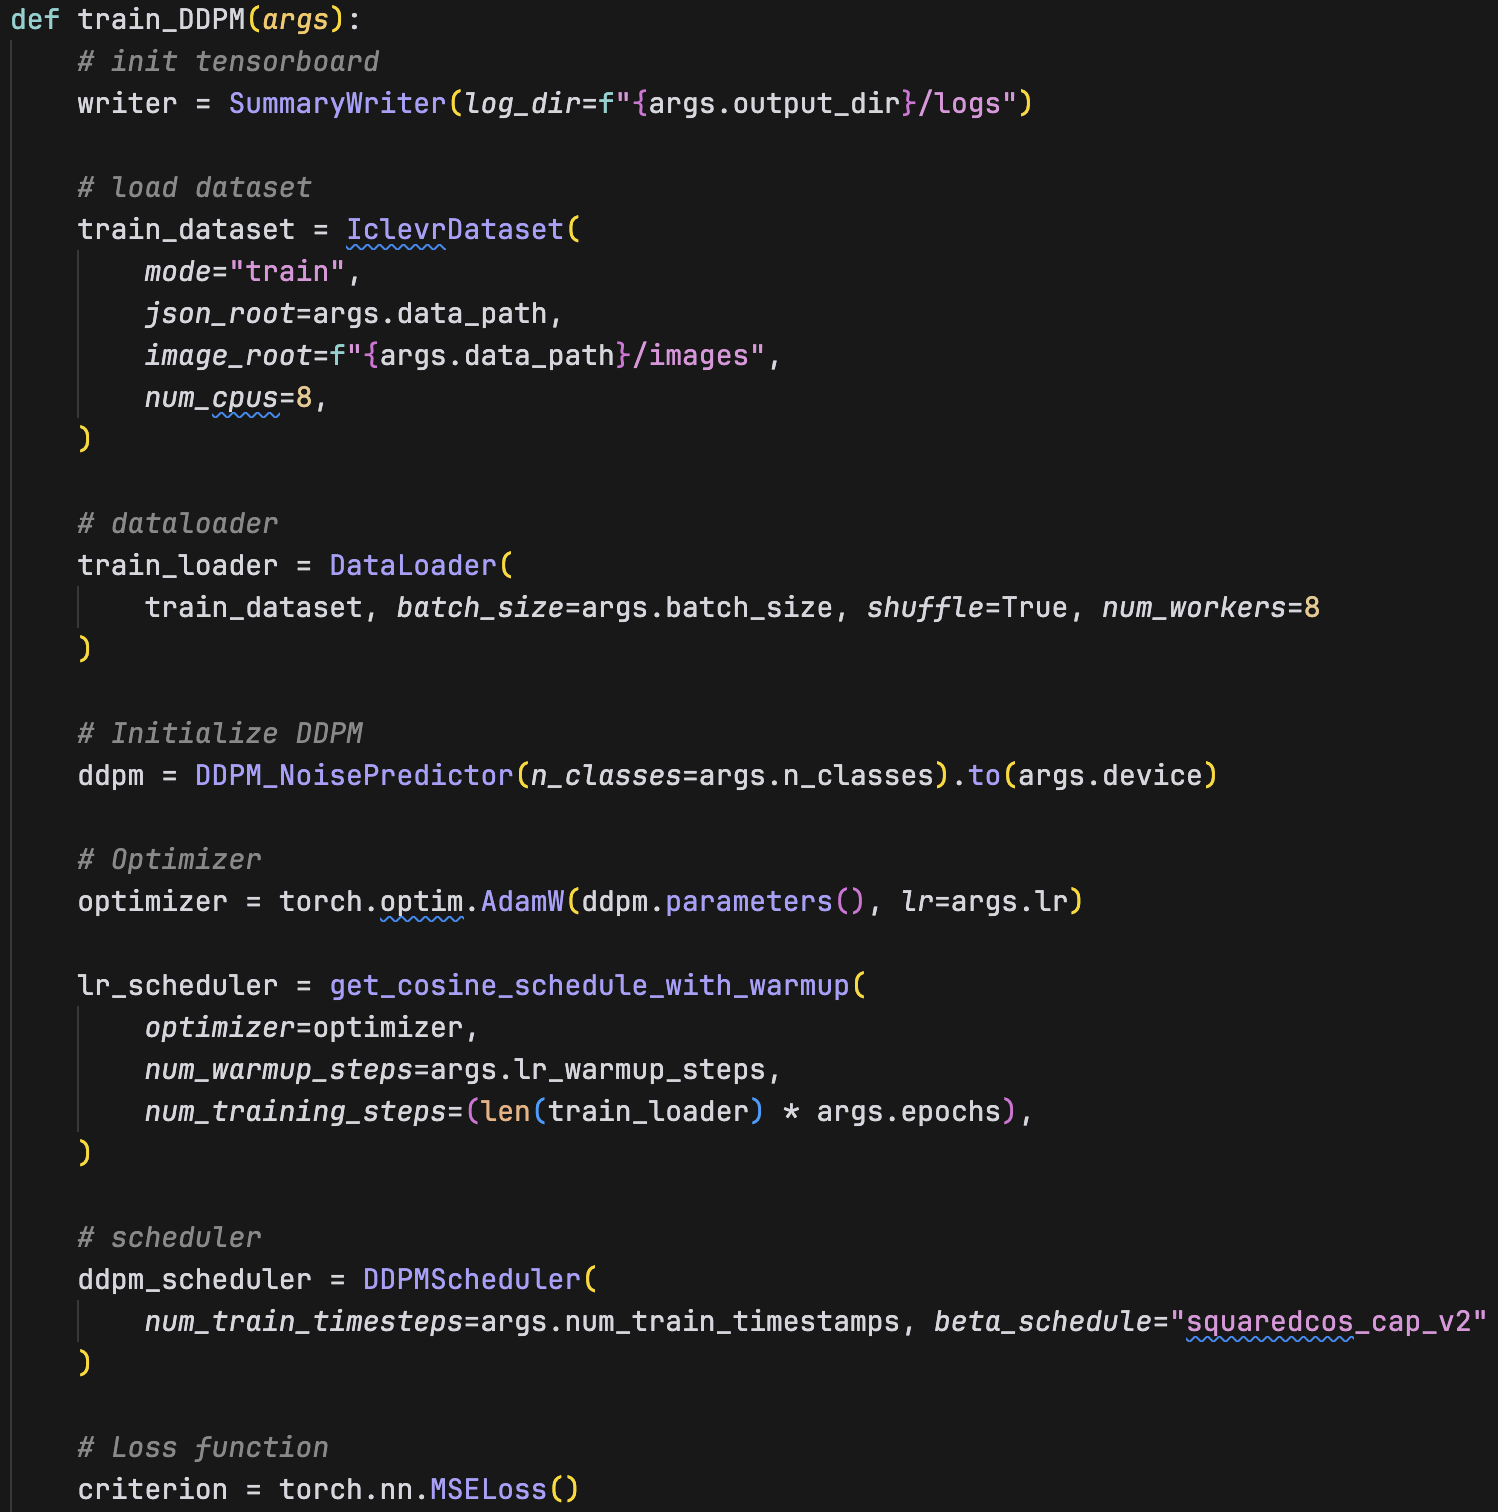 def train_DDPM(args):
    # init tensorboard
    writer = SummaryWriter(log_dir=f"{args.output_dir}/logs")

    # load dataset
    train_dataset = IclevrDataset(
        mode="train",
        json_root=args.data_path,
        image_root=f"{args.data_path}/images",
        num_cpus=8,
    )

    # dataloader
    train_loader = DataLoader(
        train_dataset, batch_size=args.batch_size, shuffle=True, num_workers=8
    )

    # Initialize DDPM
    ddpm = DDPM_NoisePredictor(n_classes=args.n_classes).to(args.device)

    # Optimizer
    optimizer = torch.optim.AdamW(ddpm.parameters(), lr=args.lr)

    lr_scheduler = get_cosine_schedule_with_warmup(
        optimizer=optimizer,
        num_warmup_steps=args.lr_warmup_steps,
        num_training_steps=(len(train_loader) * args.epochs),
    )

    # scheduler
    ddpm_scheduler = DDPMScheduler(
        num_train_timesteps=args.num_train_timestamps, beta_schedule="squaredcos_cap_v2"
    )

    # Loss function
    criterion = torch.nn.MSELoss()